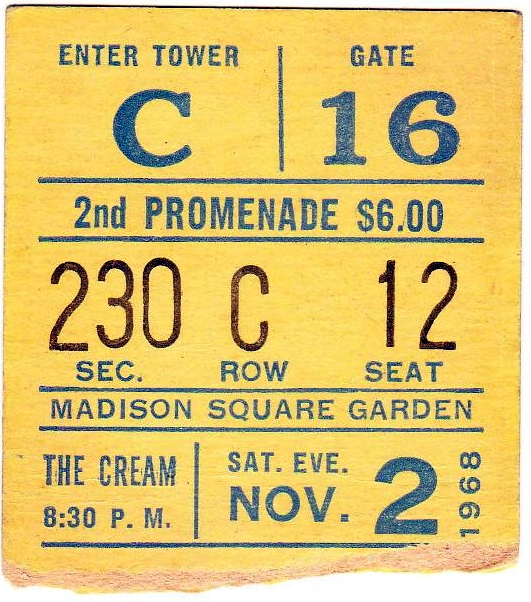 ENTER TOWER GATE
C 16
2nd PROMENADE $6.00
230 C 12
SEC. ROW SEAT
MADISON SQUARE GARDEN
THE CREAM
8:30 P. M.
SAT. EVE.
NOV. 2
1968